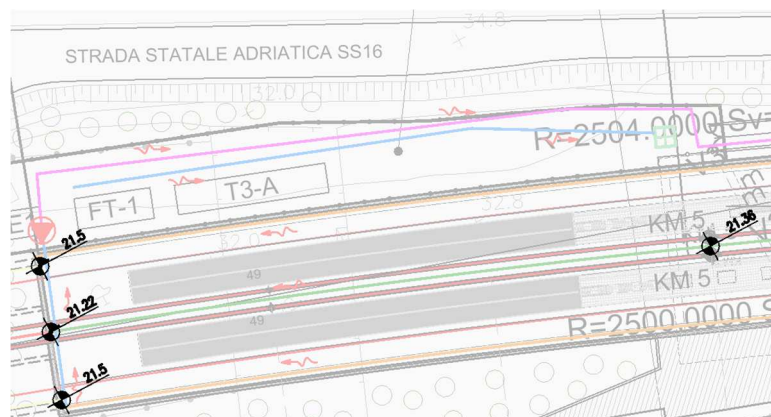 34.8
STRADA STATALE ADRIATICA SS16
32.0
R=2504.0000 Sv=
T3-A
FT-1
32.8
21.5
32.0
KM 5
21.36
49
KM 5
21.22
49
R=2500.0000 S
21.5